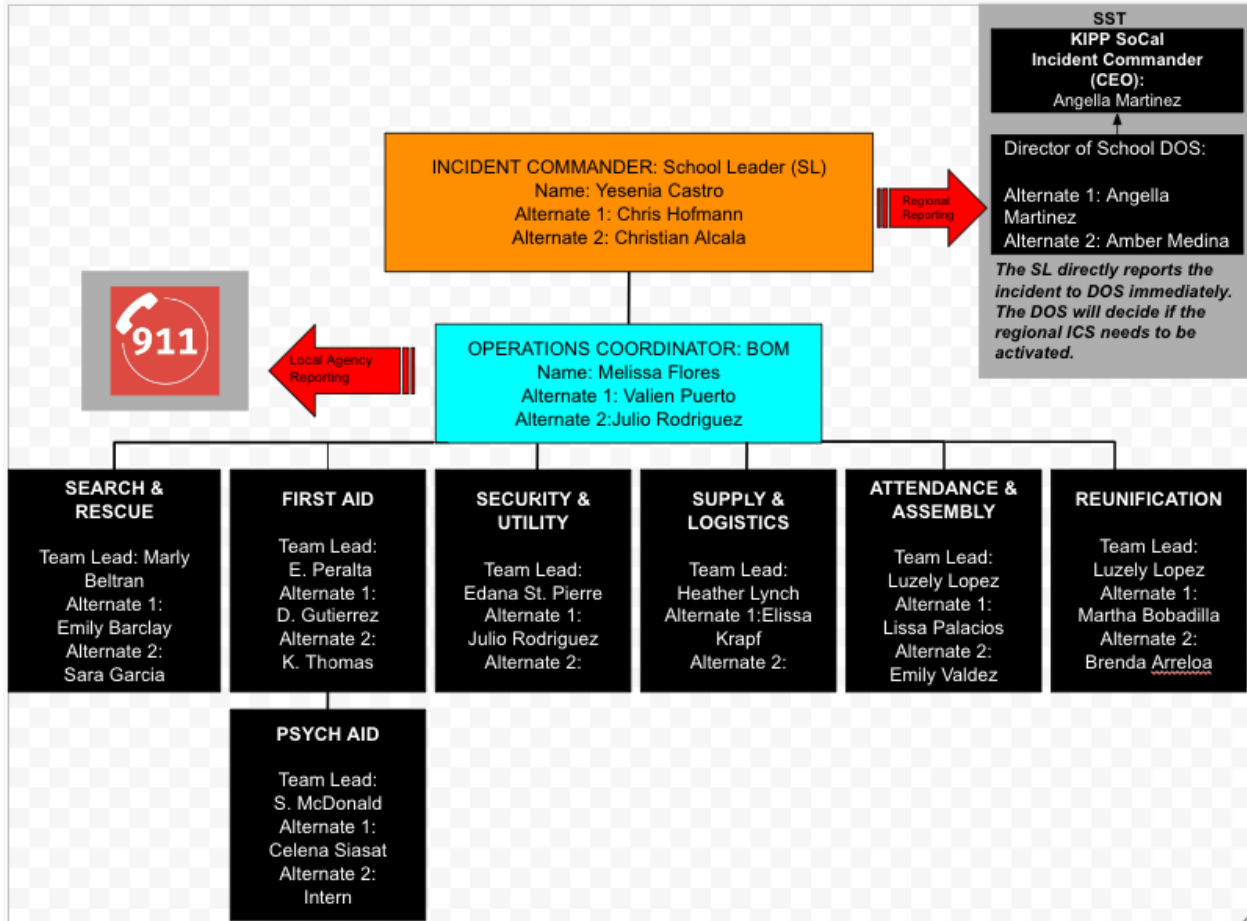 SST
KIPP SoCal
Incident Commander
(CEO):
Angella Martinez
Director of School DOS:
Alternate 1: Angella
Martinez
Alternate 2: Amber Medina
The SL directly reports the
incident to DOS immediately.
The DOS will decide if the
regional ICS needs to be
activated.
INCIDENT COMMANDER: School Leader (SL)
Name: Yesenia Castro
Alternate 1: Chris Hofmann
Alternate 2: Christian Alcala
Regional
Reporting
911
Local Agency
Reporting
OPERATIONS COORDINATOR: BOM
Name: Melissa Flores
Alternate 1: Valien Puerto
Alternate 2:Julio Rodriguez
SEARCH &
RESCUE
Team Lead: Marly
Beltran
Alternate 1:
Emily Barclay
Alternate 2:
Sara Garcia
FIRST AID
Team Lead:
E. Peralta
Alternate 1:
D. Gutierrez
Alternate 2:
K. Thomas
SECURITY &
UTILITY
Team Lead:
Edana St. Pierre
Alternate 1:
Julio Rodriguez
Alternate 2:
SUPPLY &
LOGISTICS
Team Lead:
Heather Lynch
Alternate 1:Elissa
Krapf
Alternate 2:
ATTENDANCE &
ASSEMBLY
Team Lead:
Luzely Lopez
Alternate 1:
Lissa Palacios
Alternate 2:
Emily Valdez
REUNIFICATION
Team Lead:
Luzely Lopez
Alternate 1:
Martha Bobadilla
Alternate 2:
Brenda Arreloa
PSYCH AID
Team Lead:
S. McDonald
Alternate 1:
Celena Siasat
Alternate 2:
Intern